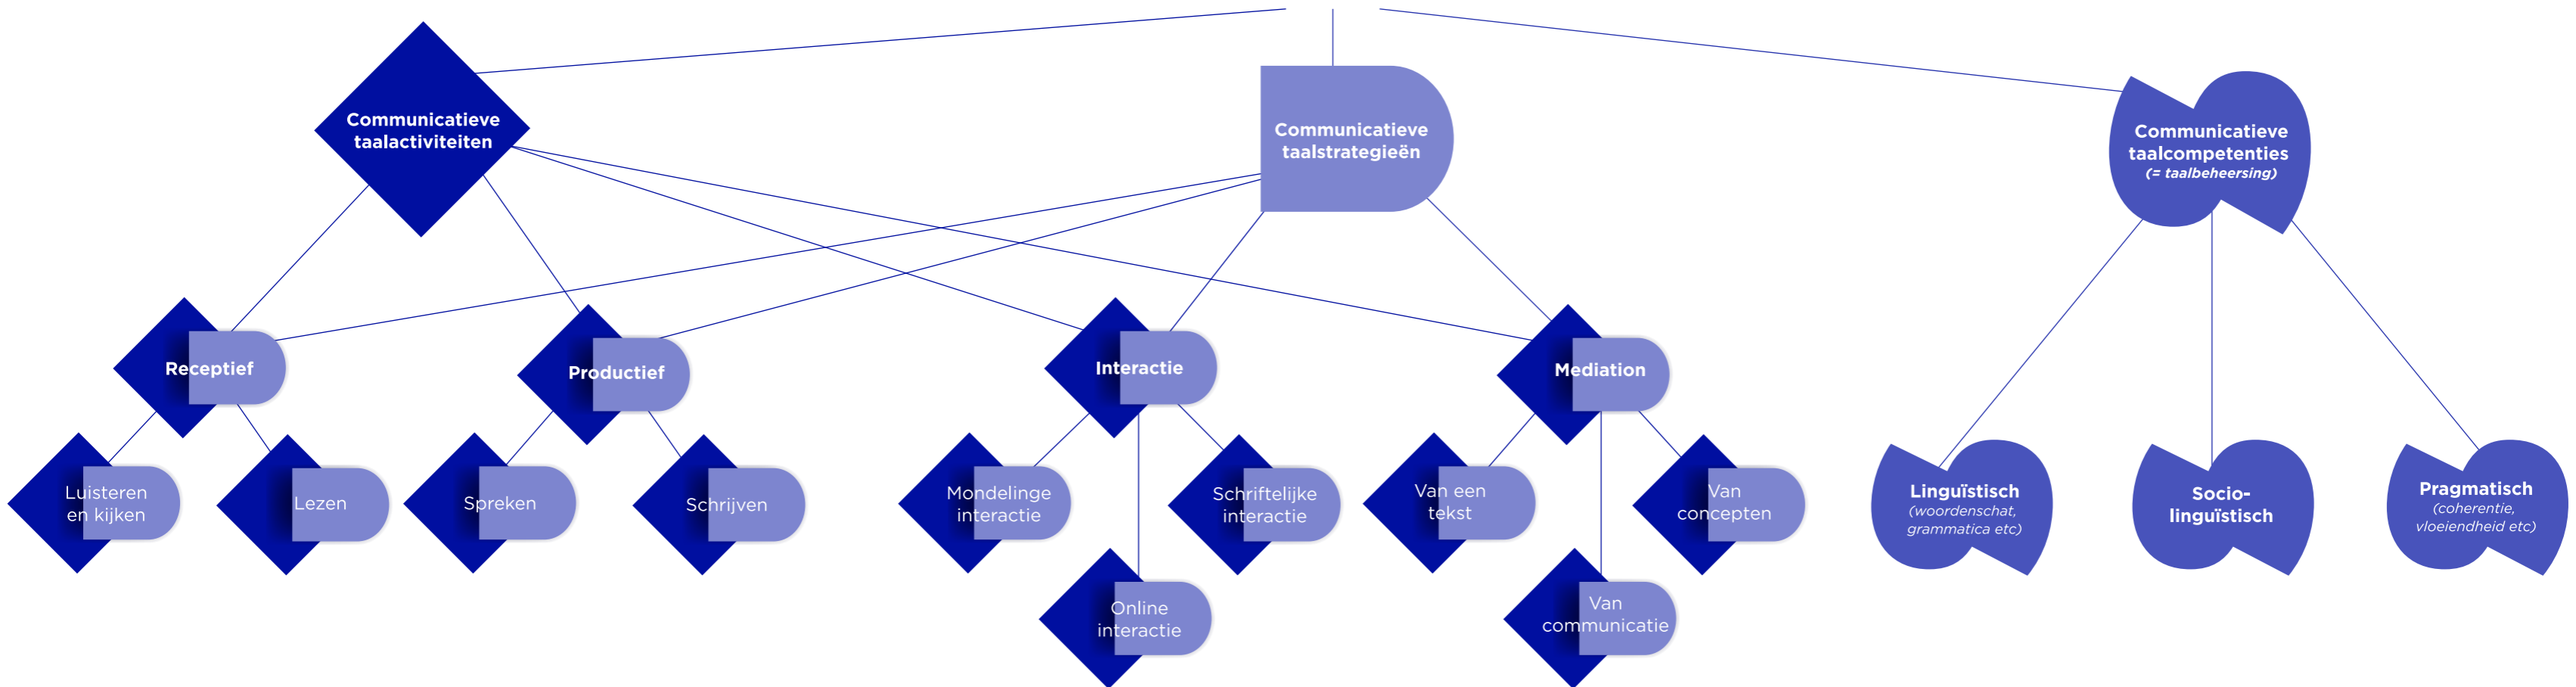 Communicatieve
taalactiviteiten
Communicatieve
taalstrategieën
Communicatieve
taalcompetenties
(= taalbeheersing)
Receptief
Productief
Interactie
Mediation
Luisteren
en kijken
Lezen
Spreken
Schrijven
Mondelinge
interactie
Schriftelijke
interactie
Van een
tekst
Van
concepten
Linguïstisch
(woordenschat,
grammatica etc)
Socio-
linguïstisch
Pragmatisch
(coherentie,
vloeiendheid etc)
Online
interactie
Van
communicatie